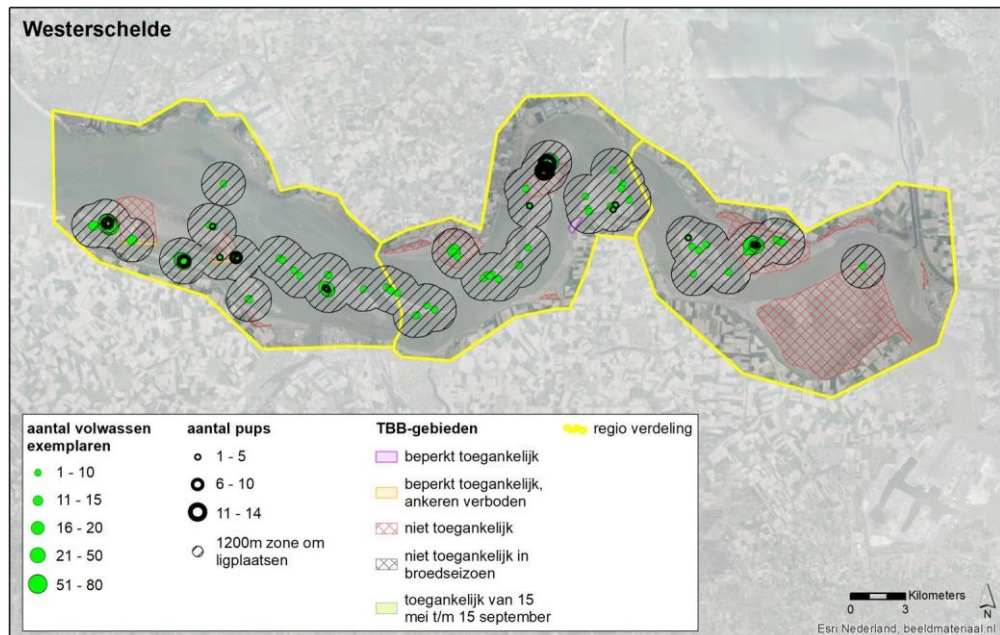 Westerschelde
aantal volwassen
exemplaren
1 - 10
11 - 15
16 - 20
21 - 50
51 - 80
aantal pups
1 - 5
6 - 10
11 - 14
1200m zone om
ligplaatsen
TBB-gebieden
beperkt toegankelijk
beperkt toegankelijk,
ankeren verboden
niet toegankelijk
niet toegankelijk in
broedseizoen
toegankelijk van 15
mei t/m 15 september
regio verdeling
Kilometers
0 3
N
Esri Nederland, beeldmateriaal.nl